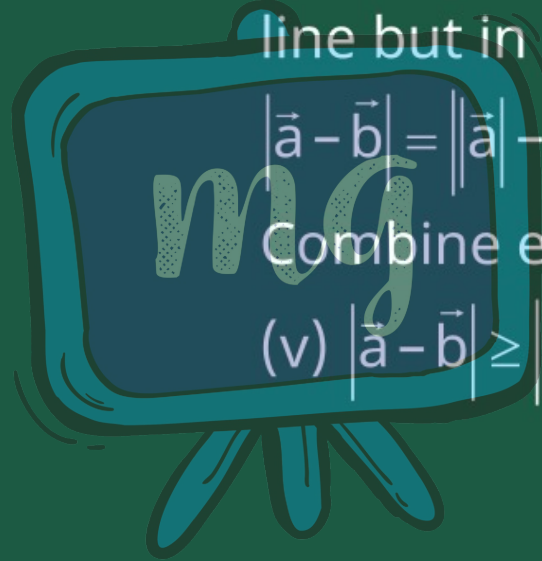 line but in
|a⃗ – b⃗| = ||a⃗| –
mg
Combine e
(v) |a⃗ – b⃗| ≥ |